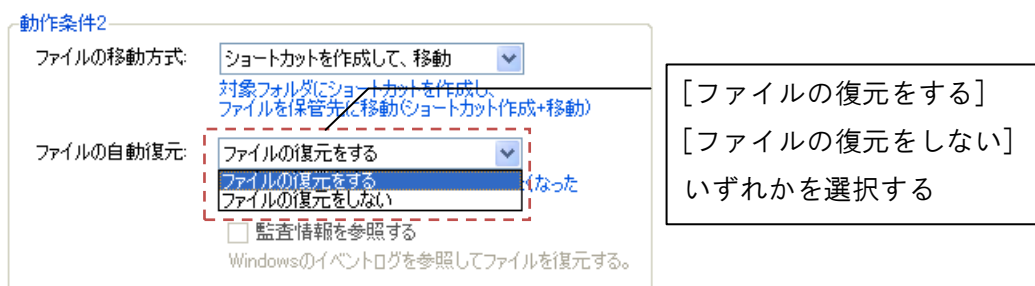 動作条件2
ファイルの移動方式:
ショートカットを作成して、移動
対象フォルダにショートカットを作成し、
ファイルを保管先に移動(ショートカット作成+移動)
ファイルの自動復元:
ファイルの復元をする
ファイルの復元をする
くなった
ファイルの復元をしない
監査情報を参照する
Windowsのイベントログを参照してファイルを復元する。
[ファイルの復元をする]
[ファイルの復元をしない]
いずれかを選択する